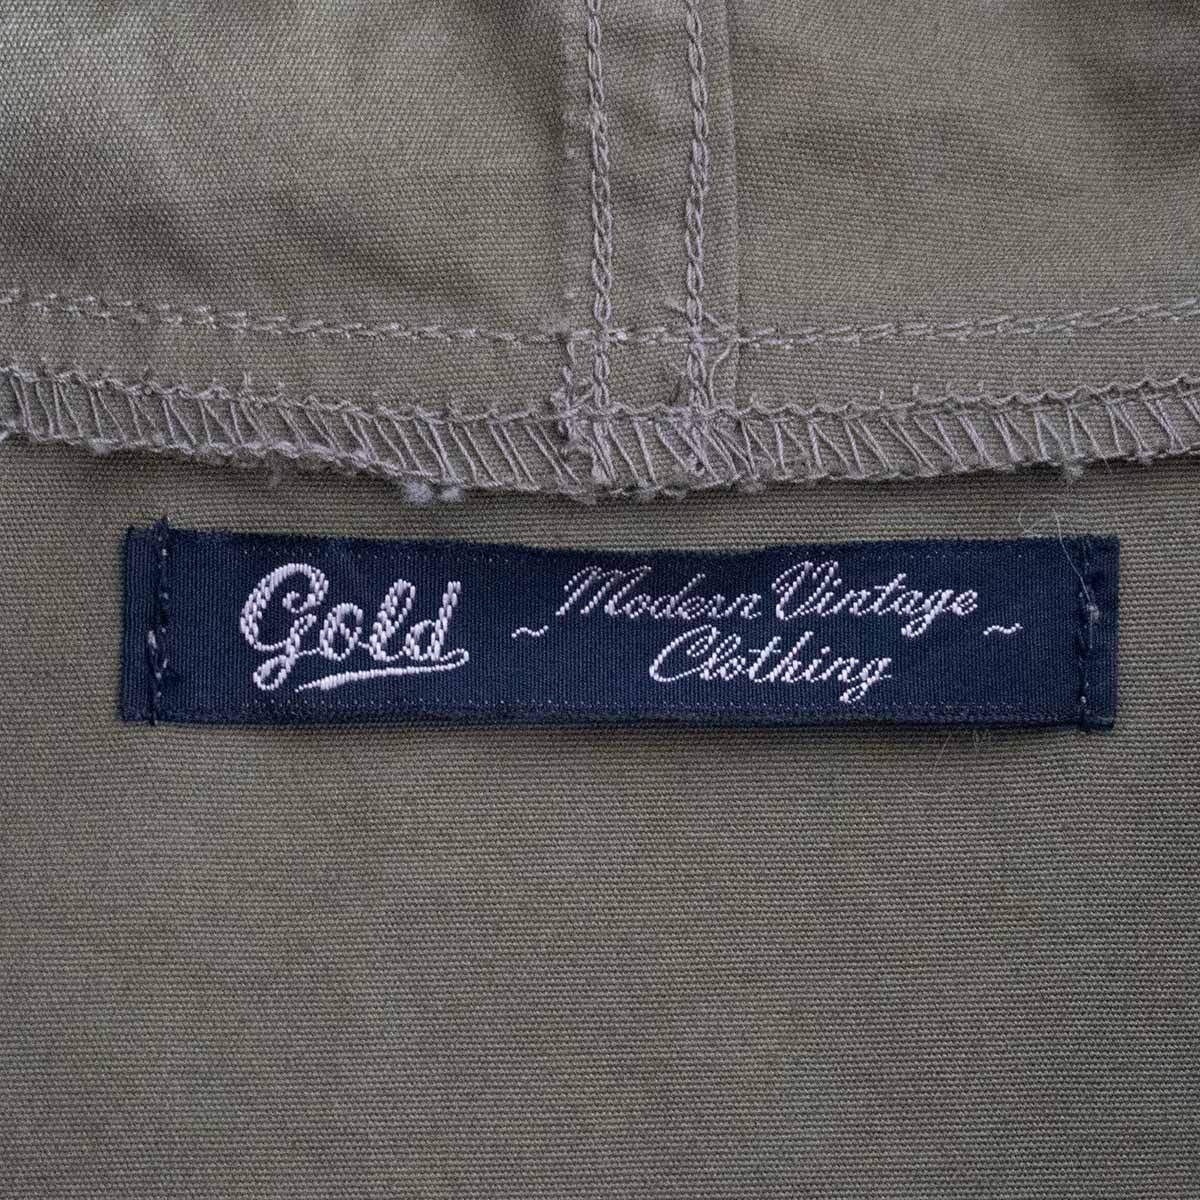 Gold
~ Modern Vintage ~
Clothing